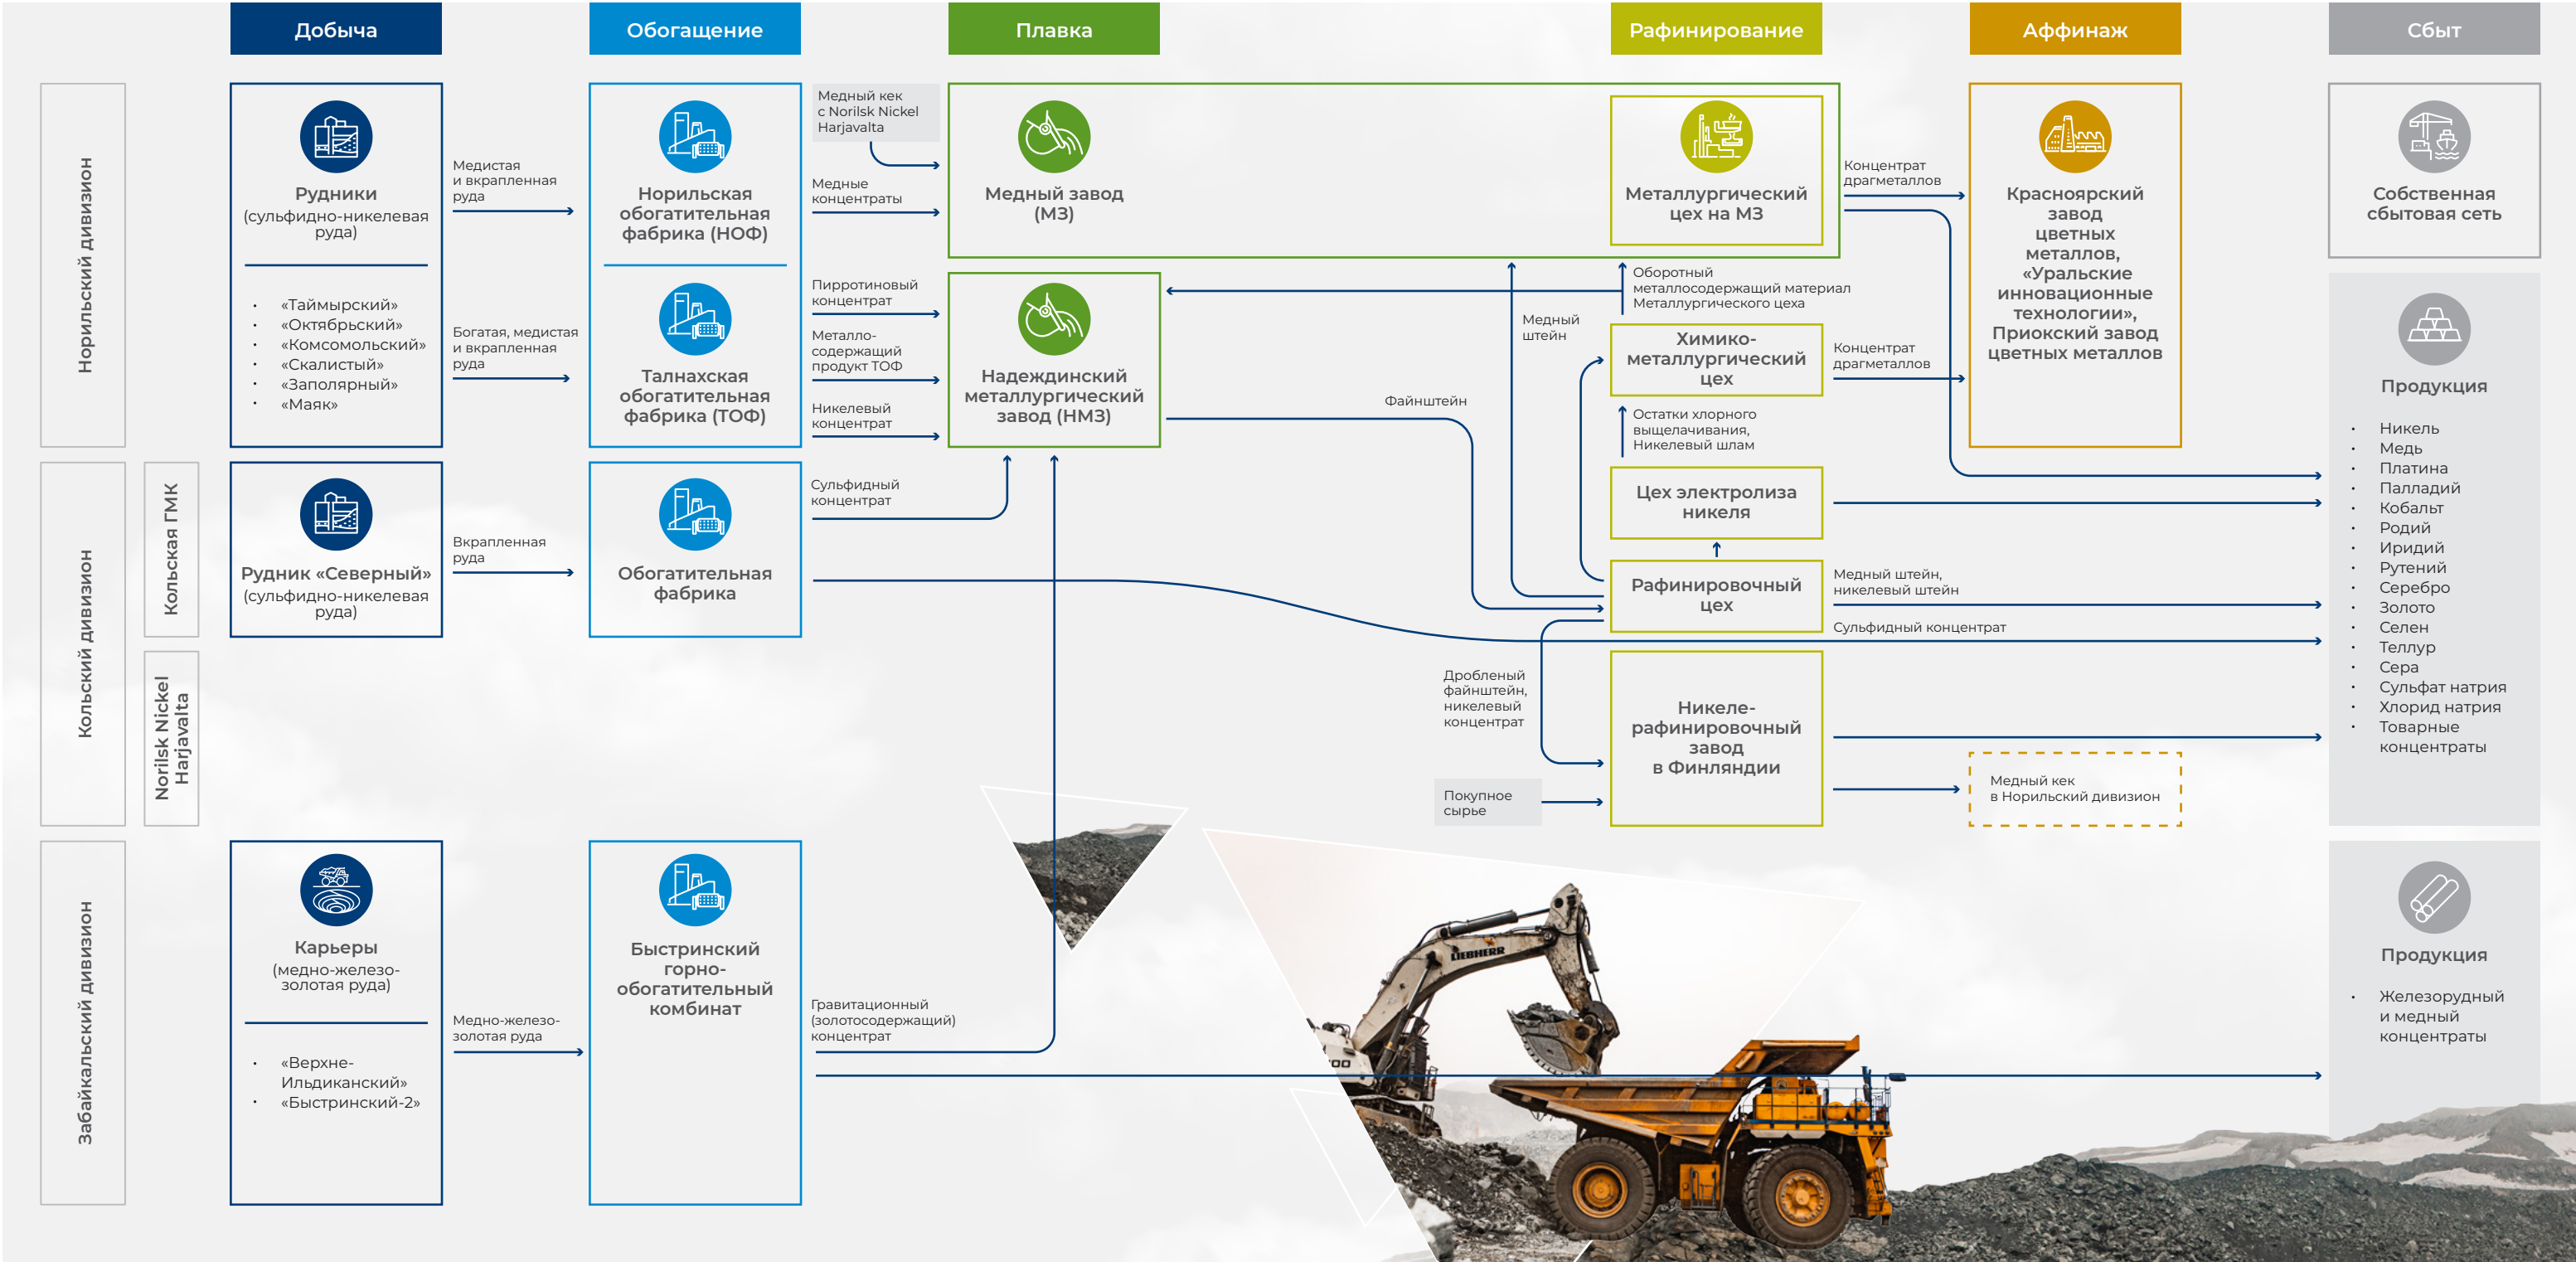 Добыча
Обогащение
Плавка
Рафинирование
Аффинаж
Сбыт
Норильский дивизион
Рудники
(сульфидно-никелевая
руда)
• «Таймырский»
• «Октябрьский»
• «Комсомольский»
• «Скалистый»
• «Заполярный»
• «Маяк»
Медистая
и вкрапленная
руда
Богатая, медистая
и вкрапленная
руда
Норильская
обогатительная
фабрика (НОФ)
Талнахская
обогатительная
фабрика (ТОФ)
Медный кек
с Norilsk Nickel
Harjavalta
Медные
концентраты
Пирротиновый
концентрат
Металло-
содержащий
продукт ТОФ
Никелевый
концентрат
Медный завод
(МЗ)
Надеждинский
металлургический
завод (НМЗ)
Металлургический
цех на МЗ
Концентрат
драгметаллов
Оборотный
металлосодержащий материал
Металлургического цеха
Медный
штейн
Файнштейн
Химико-
металлургический
цех
Концентрат
драгметаллов
Остатки хлорного
выщелачивания,
Никелевый шлам
Красноярский
завод
цветных
металлов,
«Уральские
инновационные
технологии»,
Приокский завод
цветных металлов
Собственная
сбытовая сеть
Продукция
• Никель
• Медь
• Платина
• Палладий
• Кобальт
• Родий
• Иридий
• Рутений
• Серебро
• Золото
• Селен
• Теллур
• Сера
• Сульфат натрия
• Хлорид натрия
• Товарные
концентраты
Кольский дивизион
Кольская ГМК
Norilsk Nickel
Harjavalta
Рудник «Северный»
(сульфидно-никелевая
руда)
Вкрапленная
руда
Обогатительная
фабрика
Сульфидный
концентрат
Цех электролиза
никеля
Рафинировочный
цех
Медный штейн,
никелевый штейн
Сульфидный концентрат
Дробленый
файнштейн,
никелевый
концентрат
Покупное
сырье
Никеле-
рафинировочный
завод
в Финляндии
Медный кек
в Норильский дивизион
Забайкальский дивизион
Карьеры
(медно-железо-
золотая руда)
• «Верхне-
Ильдиканский»
• «Быстринский-2»
Медно-железо-
золотая руда
Быстринский
горно-
обогатительный
комбинат
Гравитационный
(золотосодержащий)
концентрат
Продукция
• Железорудный
и медный
концентраты
LIEBHERR